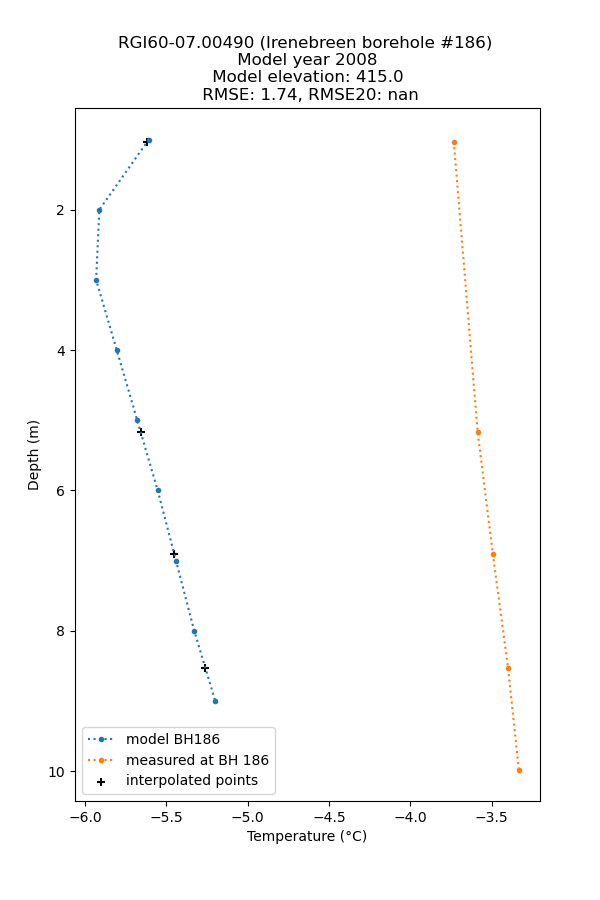 RGI60-07.00490 (Irenebreen borehole #186)
Model year 2008
Model elevation: 415.0
RMSE: 1.74, RMSE20: nan
2
4
6
8
10
Depth (m)
model BH186
measured at BH 186
interpolated points
−6.0 −5.5 −5.0 −4.5 −4.0 −3.5
Temperature (°C)